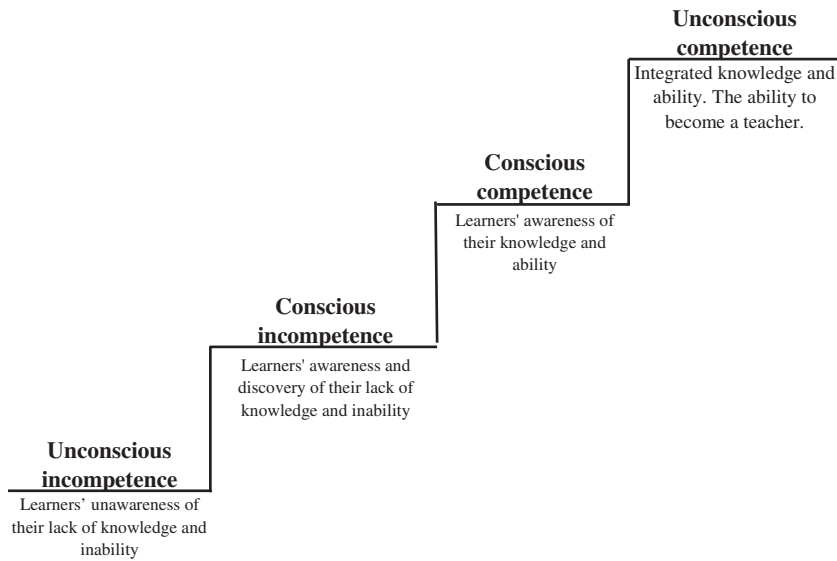 Unconscious
competence
Integrated knowledge and
ability. The ability to
become a teacher.
Conscious
competence
Learners' awareness of
their knowledge and
ability
Conscious
incompetence
Learners' awareness and
discovery of their lack of
knowledge and inability
Unconscious
incompetence
Learners’ unawareness of
their lack of knowledge and
inability